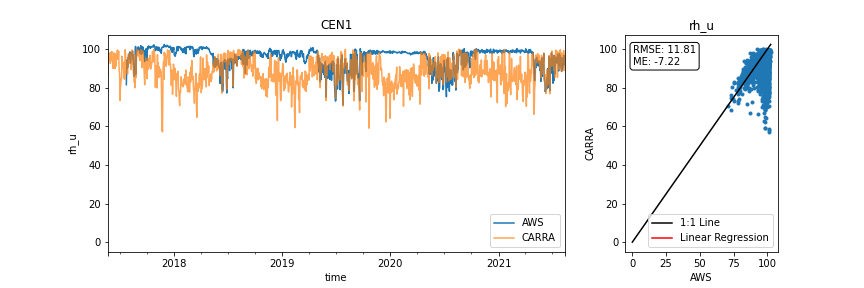 CEN1
rh_u
100
80
60
40
20
0
2018
2019
2020
2021
time
AWS
CARRA
rh_u
CARRA
100
80
60
40
20
0
RMSE: 11.81
ME: -7.22
1:1 Line
Linear Regression
0
25
50
75
100
AWS